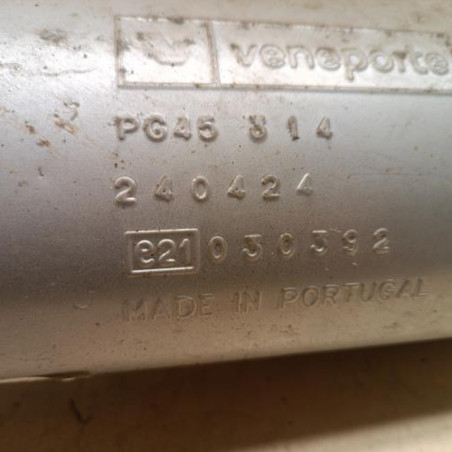 veneporte
PG45 314
240424
e21 030392
MADE IN PORTUGAL